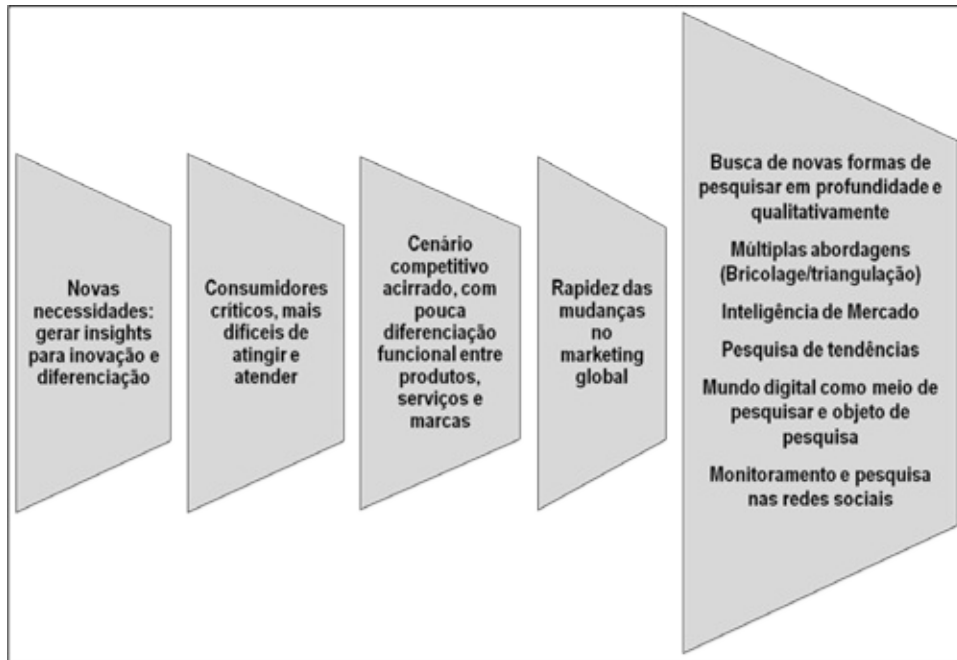 Novas
necessidades:
gerar insights
para inovação e
diferenciação
Consumidores
críticos, mais
difíceis de
atingir e
atender
Cenário
competitivo
acirrado, com
pouca
diferenciação
funcional entre
produtos,
serviços e
marcas
Rapidez das
mudanças
no
marketing
global
Busca de novas formas de
pesquisar em profundidade e
qualitativamente
Múltiplas abordagens
(Bricolage/triangulação)
Inteligência de Mercado
Pesquisa de tendências
Mundo digital como meio de
pesquisar e objeto de
pesquisa
Monitoramento e pesquisa
nas redes sociais